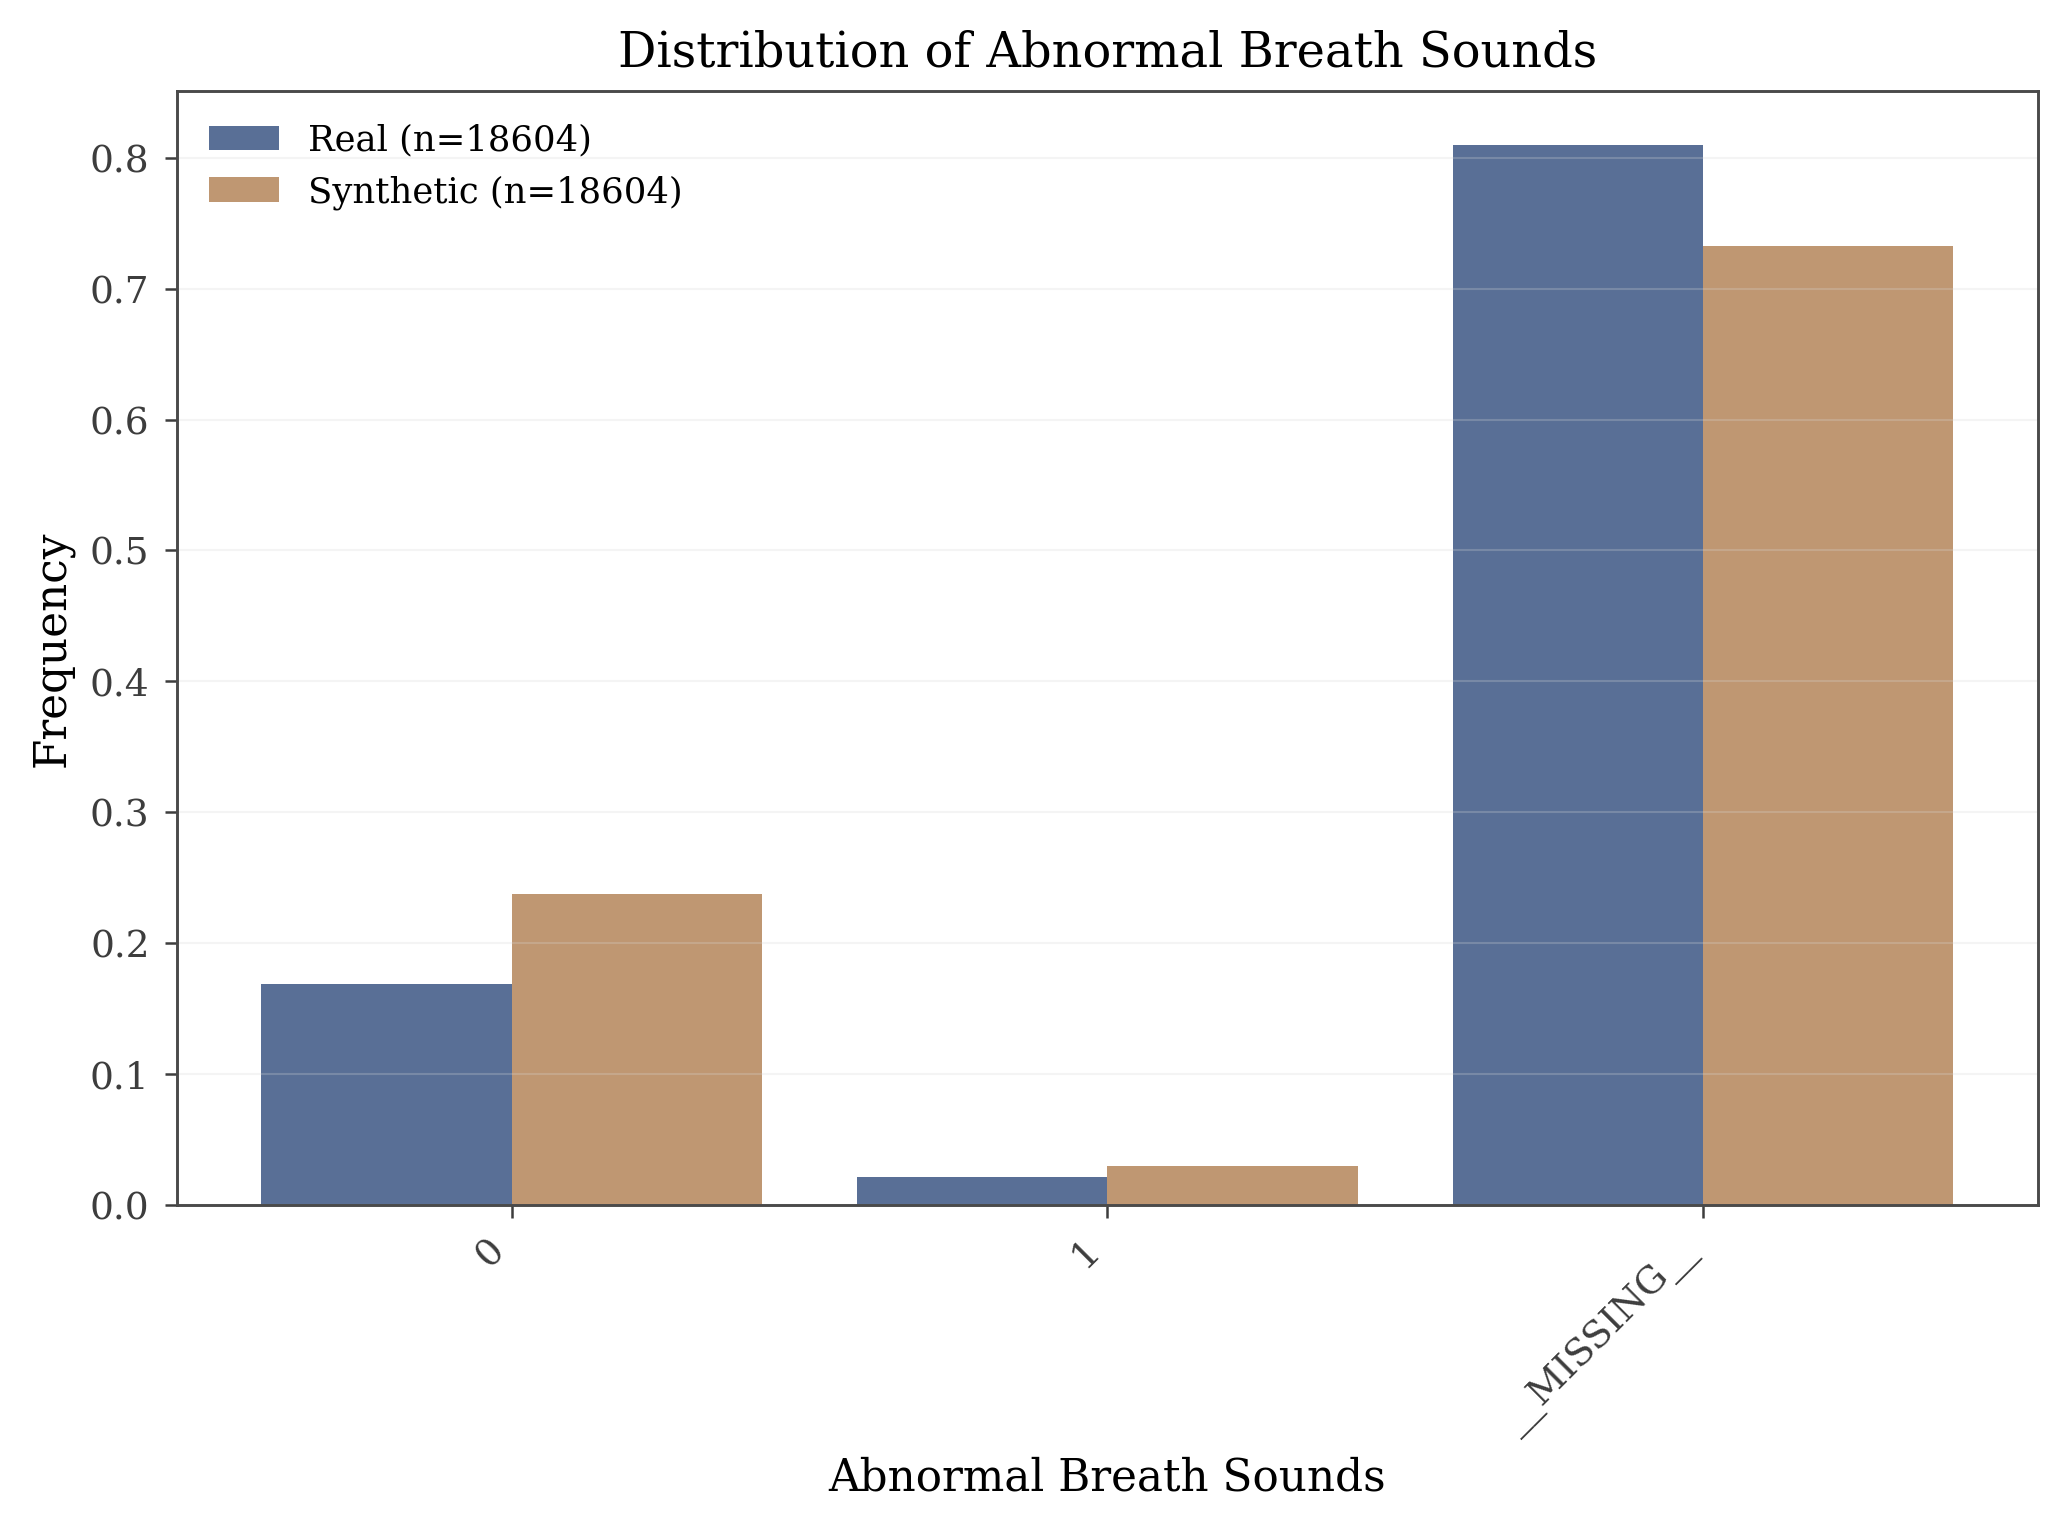 Distribution of Abnormal Breath Sounds
Real (n=18604)
Synthetic (n=18604)
Frequency
0.8
0.7
0.6
0.5
0.4
0.3
0.2
0.1
0.0
0
1
__MISSING__
Abnormal Breath Sounds